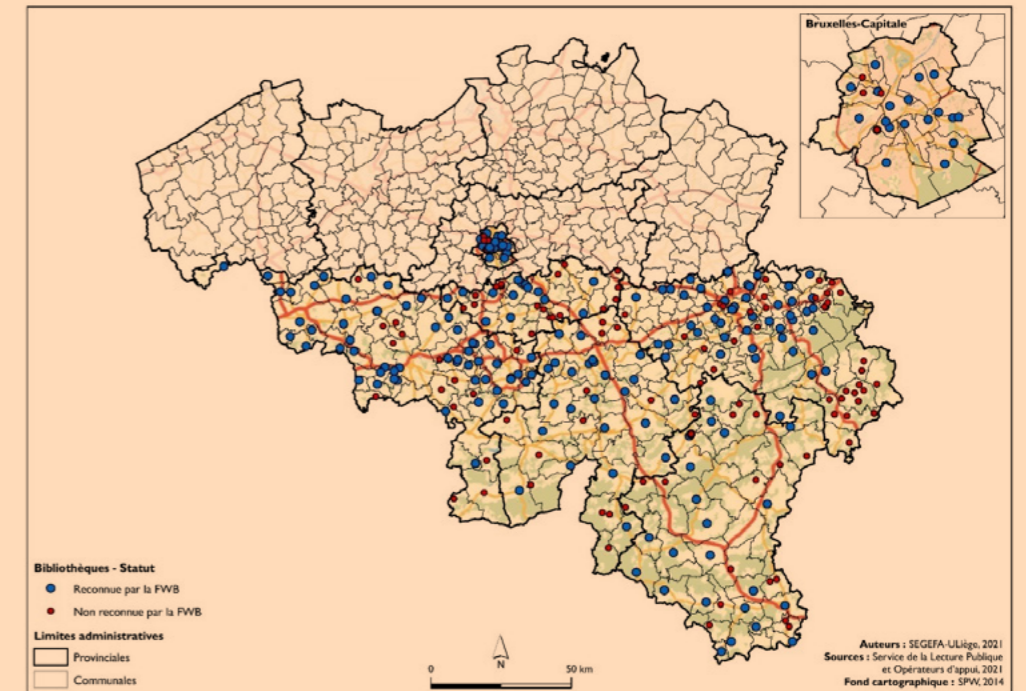 Bruxelles-Capitale
Bibliothèques - Statut
Reconnue par la FWB
Non reconnue par la FWB
Limites administratives
Provinciales
Communales
N
0
50 km
Auteurs : SEGEFA-ULiège, 2021
Sources : Service de la Lecture Publique
et Opérateurs d'appui, 2021
Fond cartographique : SPW, 2014